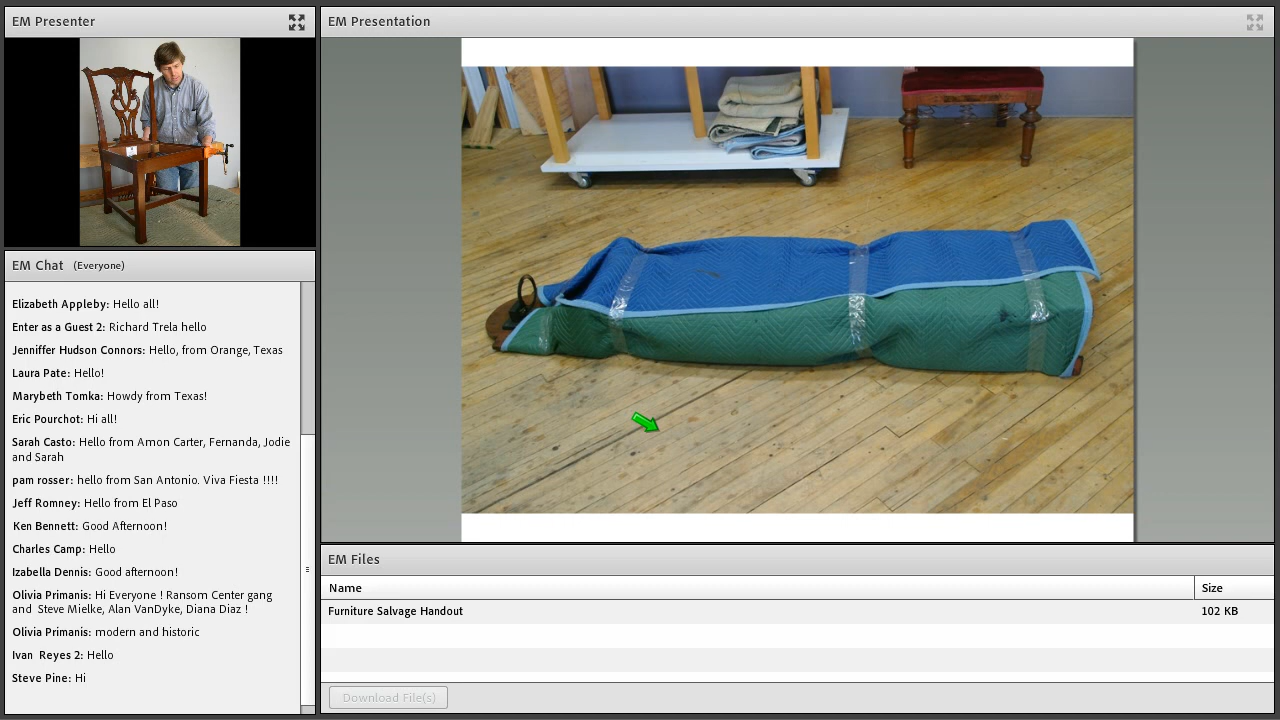 EM Presenter
EM Chat (Everyone)
Elizabeth Appleby: Hello all!
Enter as a Guest 2: Richard Trela hello
Jenniffer Hudson Connors: Hello, from Orange, Texas
Laura Pate: Hello!
Marybeth Tomka: Howdy from Texas!
Eric Pourchot: Hi all!
Sarah Casto: Hello from Amon Carter, Fernanda, Jodie
and Sarah
pam rosser: hello from San Antonio. Viva Fiesta !!!!
Jeff Romney: Hello from El Paso
Ken Bennett: Good Afternoon!
Charles Camp: Hello
Izabella Dennis: Good afternoon!
Olivia Primanis: Hi Everyone ! Ransom Center gang
and Steve Mielke, Alan VanDyke, Diana Diaz !
Olivia Primanis: modern and historic
Ivan Reyes 2: Hello
Steve Pine: Hi
EM Presentation
EM Files
Name Size
Furniture Salvage Handout 102 KB
Download File(s)